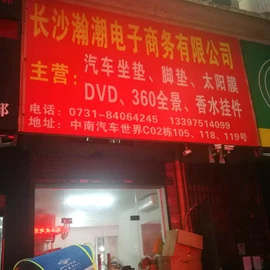 长沙瀚潮电子商务有限公司
主营：汽车坐垫、脚垫、太阳膜
DVD、360全景、香水挂件
电话：0731-84064245 13397514099
地址：中南汽车世界C02栋105、118、119号
部